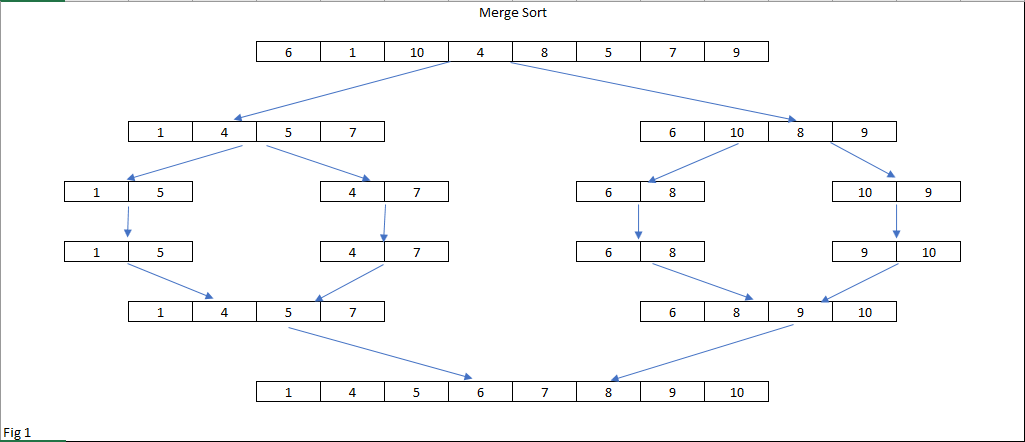 Merge Sort
6 1 10 4 8 5 7 9
1 4 5 7 6 10 8 9
1 5 4 7 6 8 10 9
1 5 4 7 6 8 9 10
1 4 5 7 6 8 9 10
1 4 5 6 7 8 9 10
Fig 1